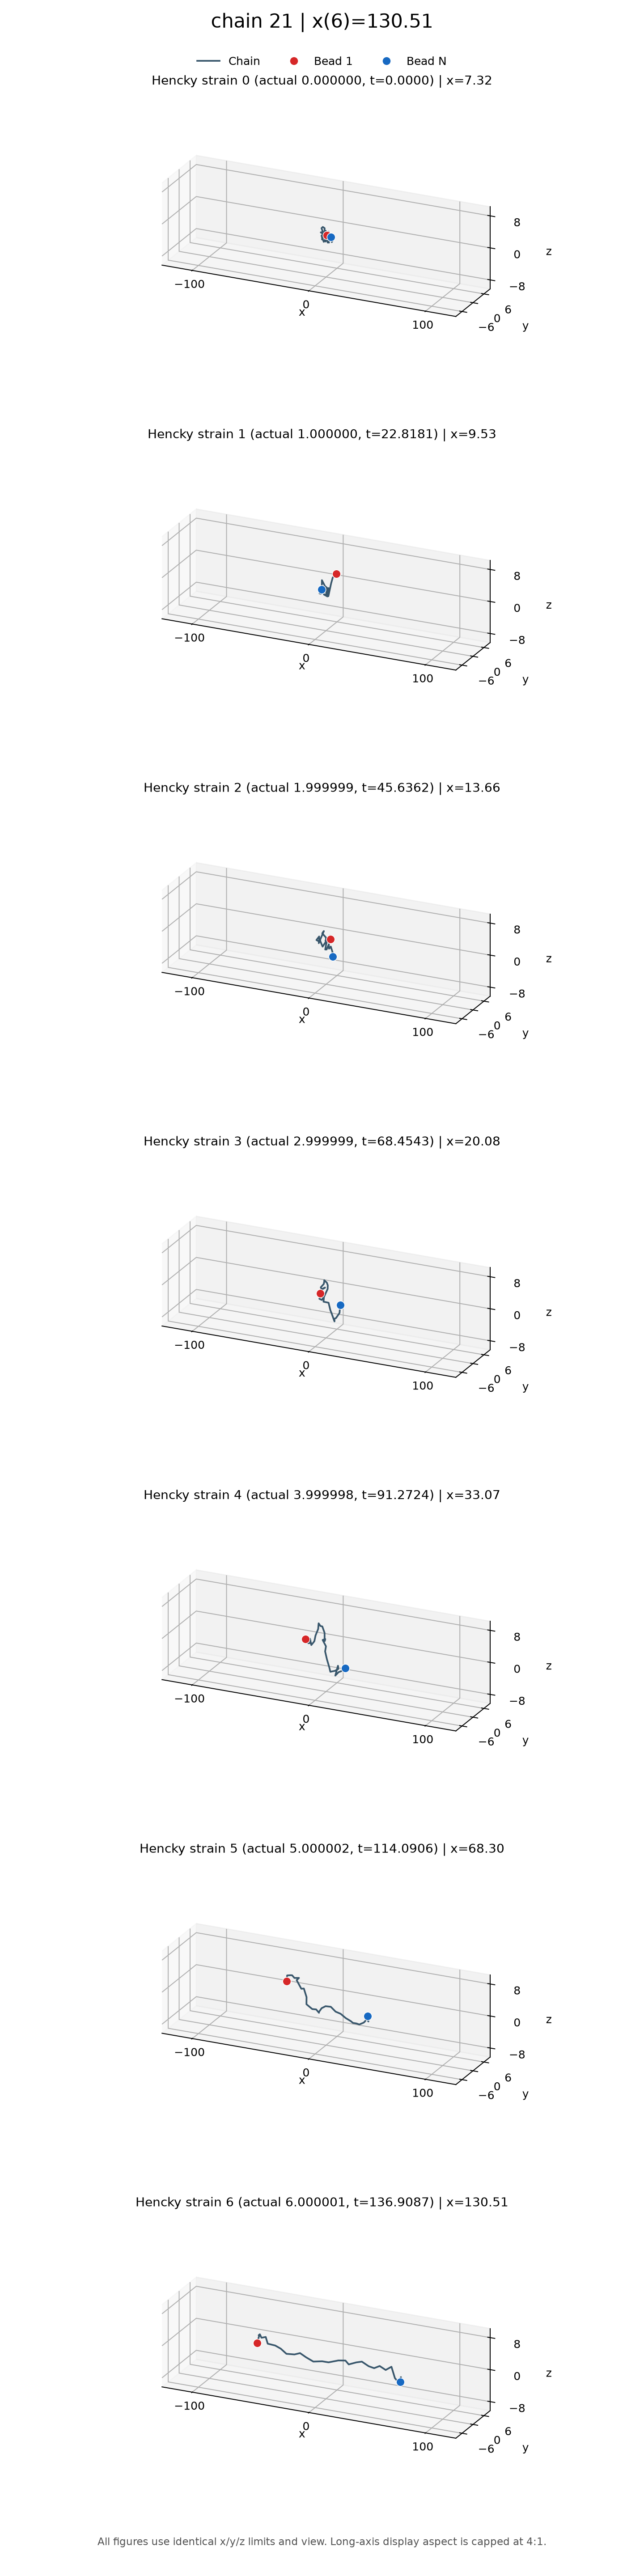 chain 21 | x(6)=130.51
Chain Bead 1 Bead N
Hencky strain 0 (actual 0.000000, t=0.0000) | x=7.32
8
0
−8
z
−100
0
100
x
−6
0
6
y
Hencky strain 1 (actual 1.000000, t=22.8181) | x=9.53
8
0
−8
z
−100
0
100
x
−6
0
6
y
Hencky strain 2 (actual 1.999999, t=45.6362) | x=13.66
8
0
−8
z
−100
0
100
x
−6
0
6
y
Hencky strain 3 (actual 2.999999, t=68.4543) | x=20.08
8
0
−8
z
−100
0
100
x
−6
0
6
y
Hencky strain 4 (actual 3.999998, t=91.2724) | x=33.07
8
0
−8
z
−100
0
100
x
−6
0
6
y
Hencky strain 5 (actual 5.000002, t=114.0906) | x=68.30
8
0
−8
z
−100
0
100
x
−6
0
6
y
Hencky strain 6 (actual 6.000001, t=136.9087) | x=130.51
8
0
−8
z
−100
0
100
x
−6
0
6
y
All figures use identical x/y/z limits and view. Long-axis display aspect is capped at 4:1.